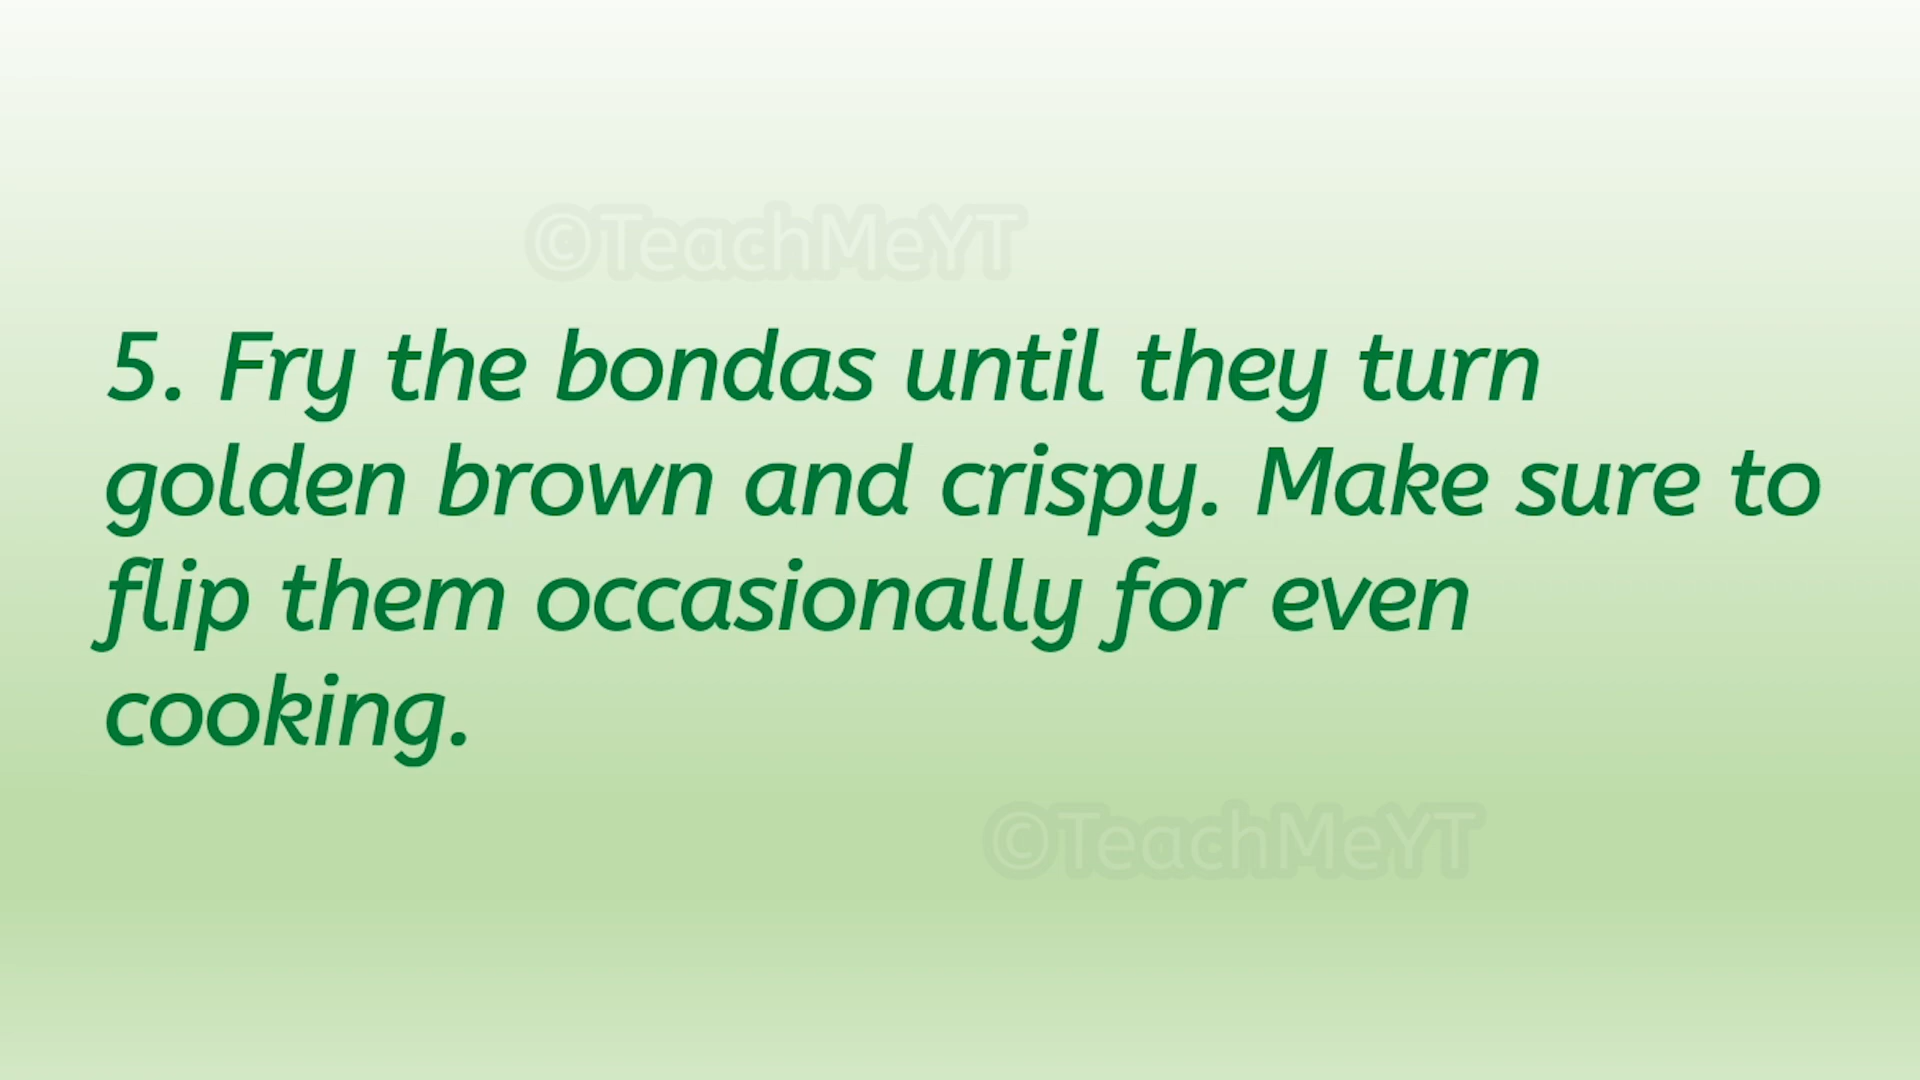 ©TeachMeYT
5. Fry the bondas until they turn
golden brown and crispy. Make sure to
flip them occasionally for even
cooking.
©TeachMeYT